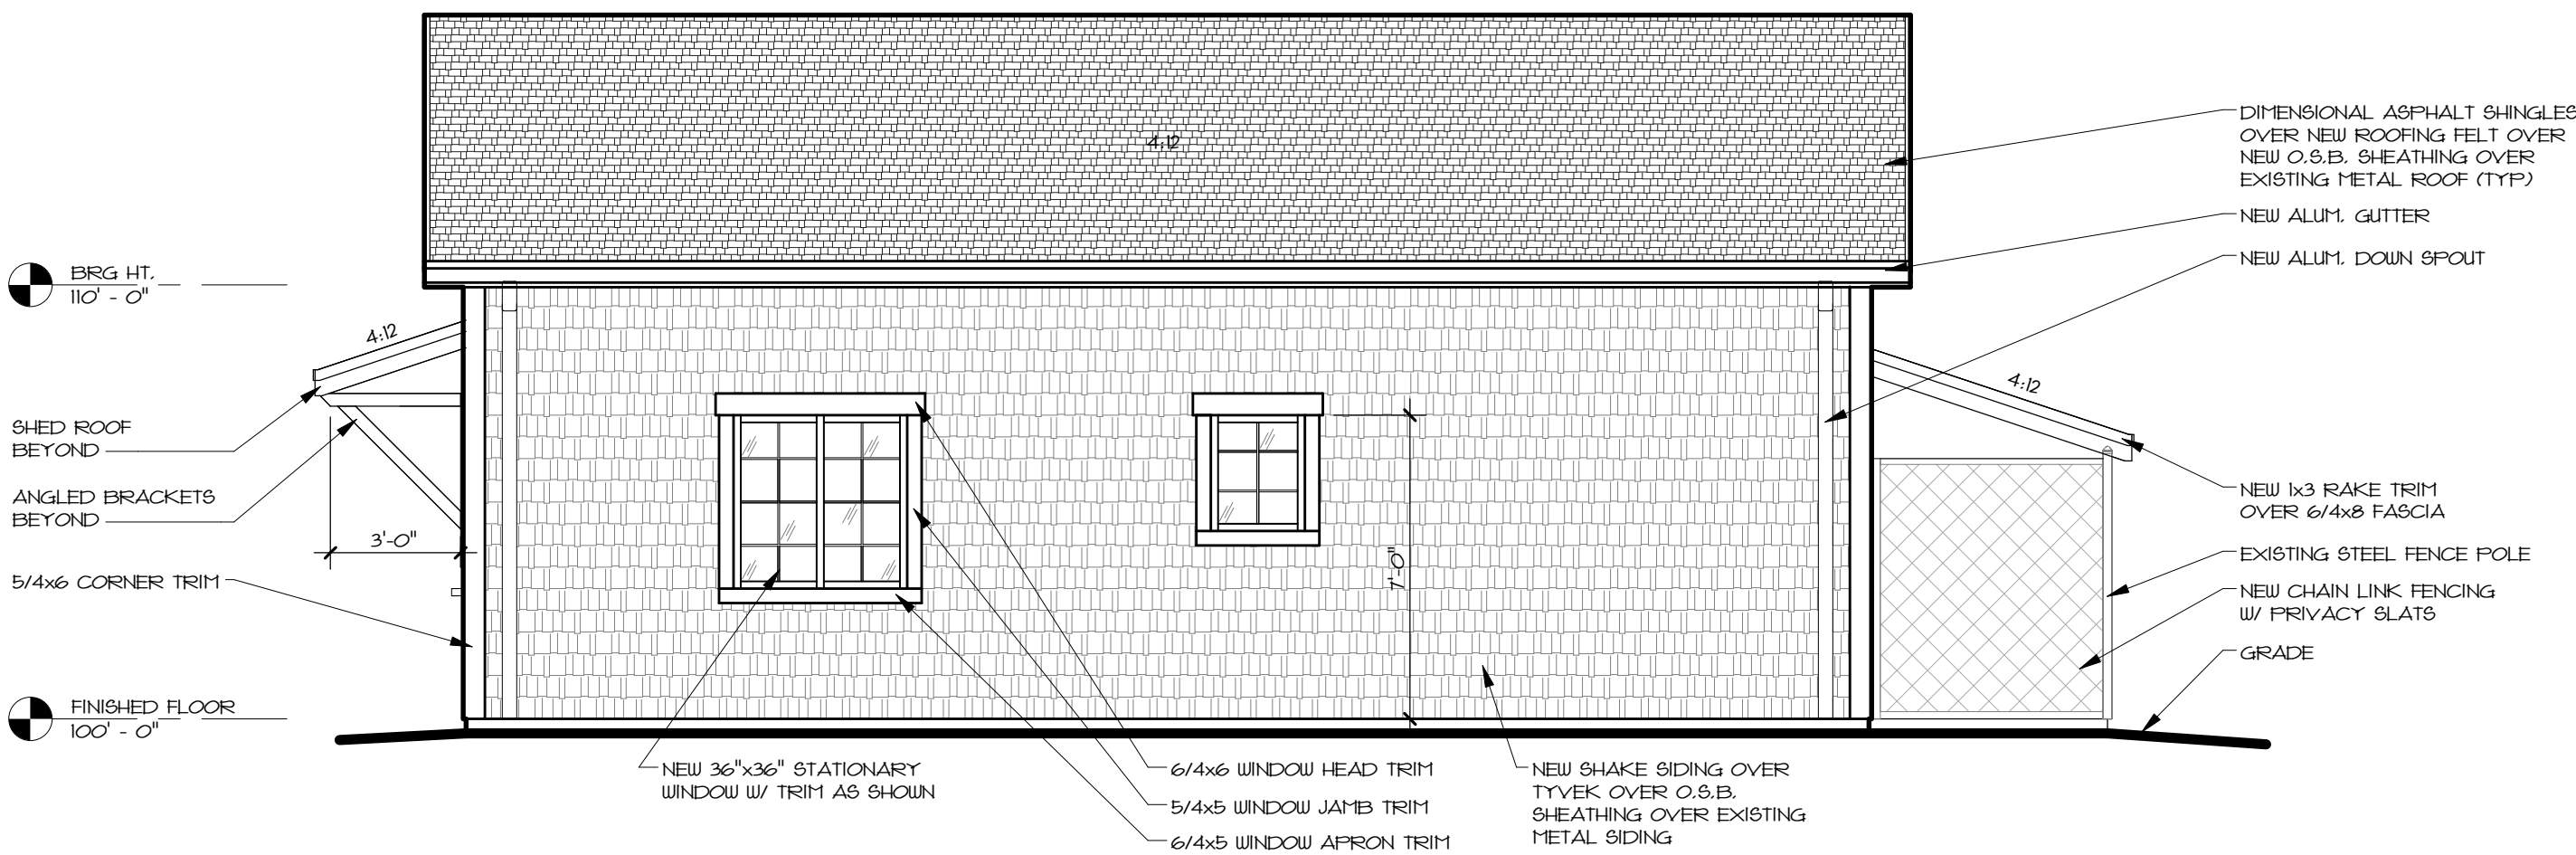 4:12
DIMENSIONAL ASPHALT SHINGLES
OVER NEW ROOFING FELT OVER
NEW O.S.B. SHEATHING OVER
EXISTING METAL ROOF (TYP)
NEW ALUM. GUTTER
NEW ALUM. DOWN SPOUT
BRG HT.
110' - 0"
4:12
4:12
SHED ROOF
BEYOND
ANGLED BRACKETS
BEYOND
3'-0"
5/4x6 CORNER TRIM
7'-0"
NEW 1x3 RAKE TRIM
OVER 6/4x8 FASCIA
EXISTING STEEL FENCE POLE
NEW CHAIN LINK FENCING
W/ PRIVACY SLATS
GRADE
FINISHED FLOOR
100' - 0"
NEW 36"x36" STATIONARY
WINDOW W/ TRIM AS SHOWN
6/4x6 WINDOW HEAD TRIM
5/4x5 WINDOW JAMB TRIM
6/4x5 WINDOW APRON TRIM
NEW SHAKE SIDING OVER
TYVEK OVER O.S.B.
SHEATHING OVER EXISTING
METAL SIDING